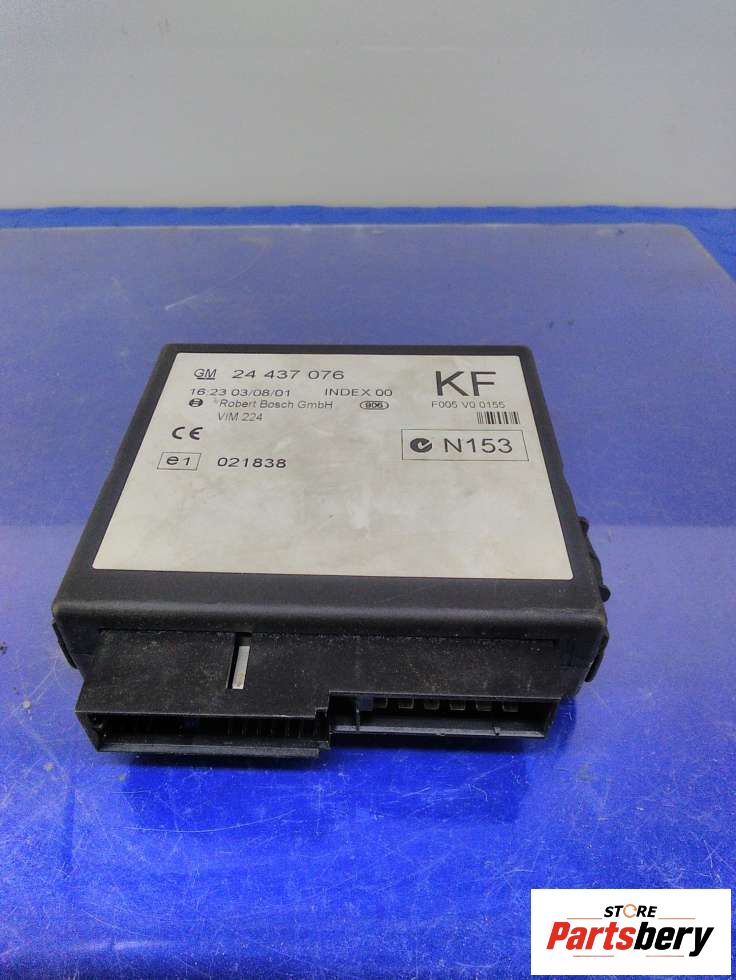 GM 24 437 076
KF
16:23 03/08/01 INDEX 00
Robert Bosch GmbH 906
F005 V0 0155
VIM 224
CE
N153
e1 021838
STORE
Partsbery